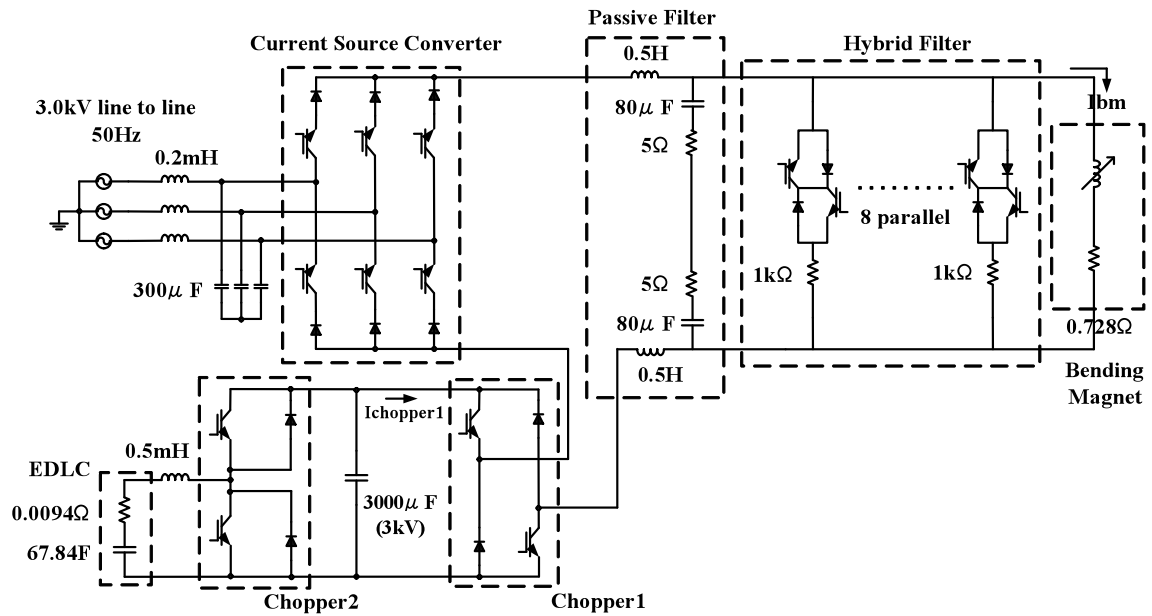 Passive Filter
Current Source Converter
0.5H
Hybrid Filter
3.0kV line to line
50Hz
80μ F
Ibm
5Ω
0.2mH
8 parallel
5Ω
1kΩ
1kΩ
300μ F
80μ F
0.728Ω
0.5H
Bending
Magnet
Ichopper1
0.5mH
EDLC
0.0094Ω
3000μ F
(3kV)
67.84F
Chopper2
Chopper1